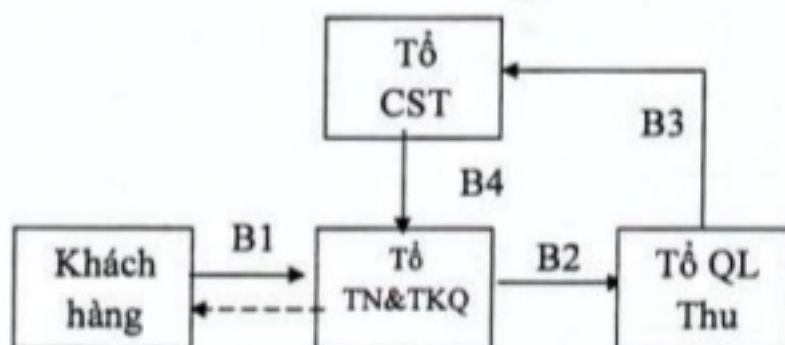 Tổ
CST
B3
B4
Khách
hàng
B1
Tổ
TN&TKQ
B2
Tổ QL
Thu